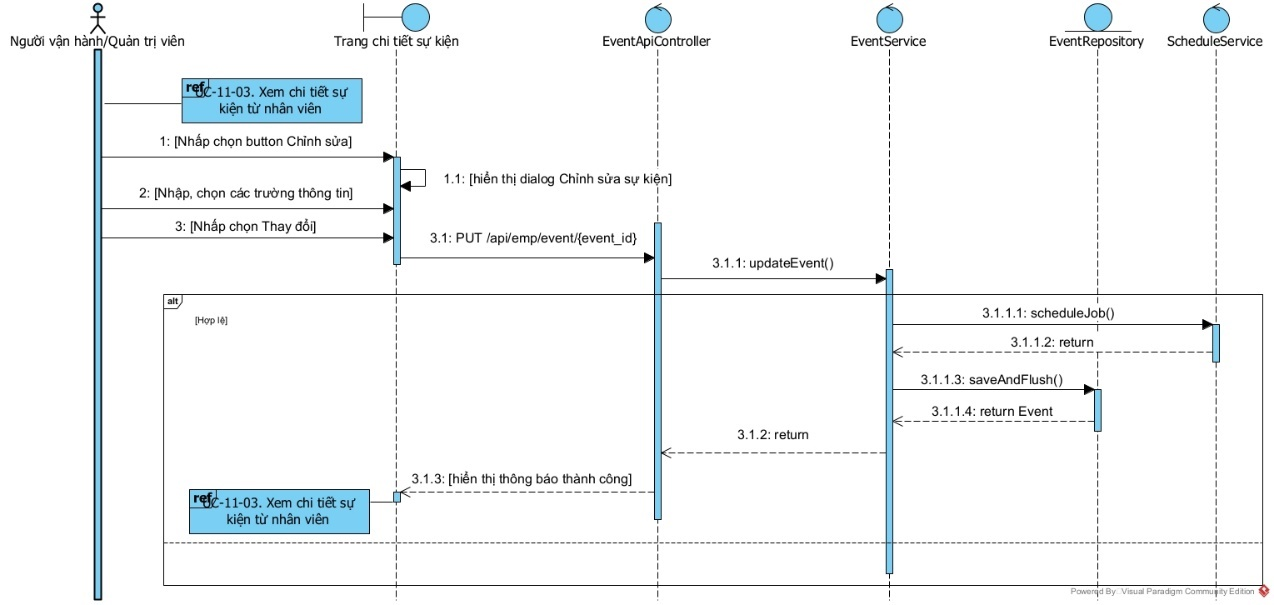 Người vận hành/Quản trị viên
Trang chi tiết sự kiện
EventApiController
EventService
EventRepository
ScheduleService
ref
UC-11-03. Xem chi tiết sự
kiện từ nhân viên
1: [Nhấp chọn button Chỉnh sửa]
1.1: [hiển thị dialog Chỉnh sửa sự kiện]
2: [Nhập, chọn các trường thông tin]
3: [Nhấp chọn Thay đổi]
3.1: PUT /api/emp/event/{event_id}
3.1.1: updateEvent()
alt
[Hợp lệ]
3.1.1.1: scheduleJob()
3.1.1.2: return
3.1.1.3: saveAndFlush()
3.1.1.4: return Event
3.1.2: return
3.1.3: [hiển thị thông báo thành công]
ref
UC-11-03. Xem chi tiết sự
kiện từ nhân viên
Powered By: Visual Paradigm Community Edition